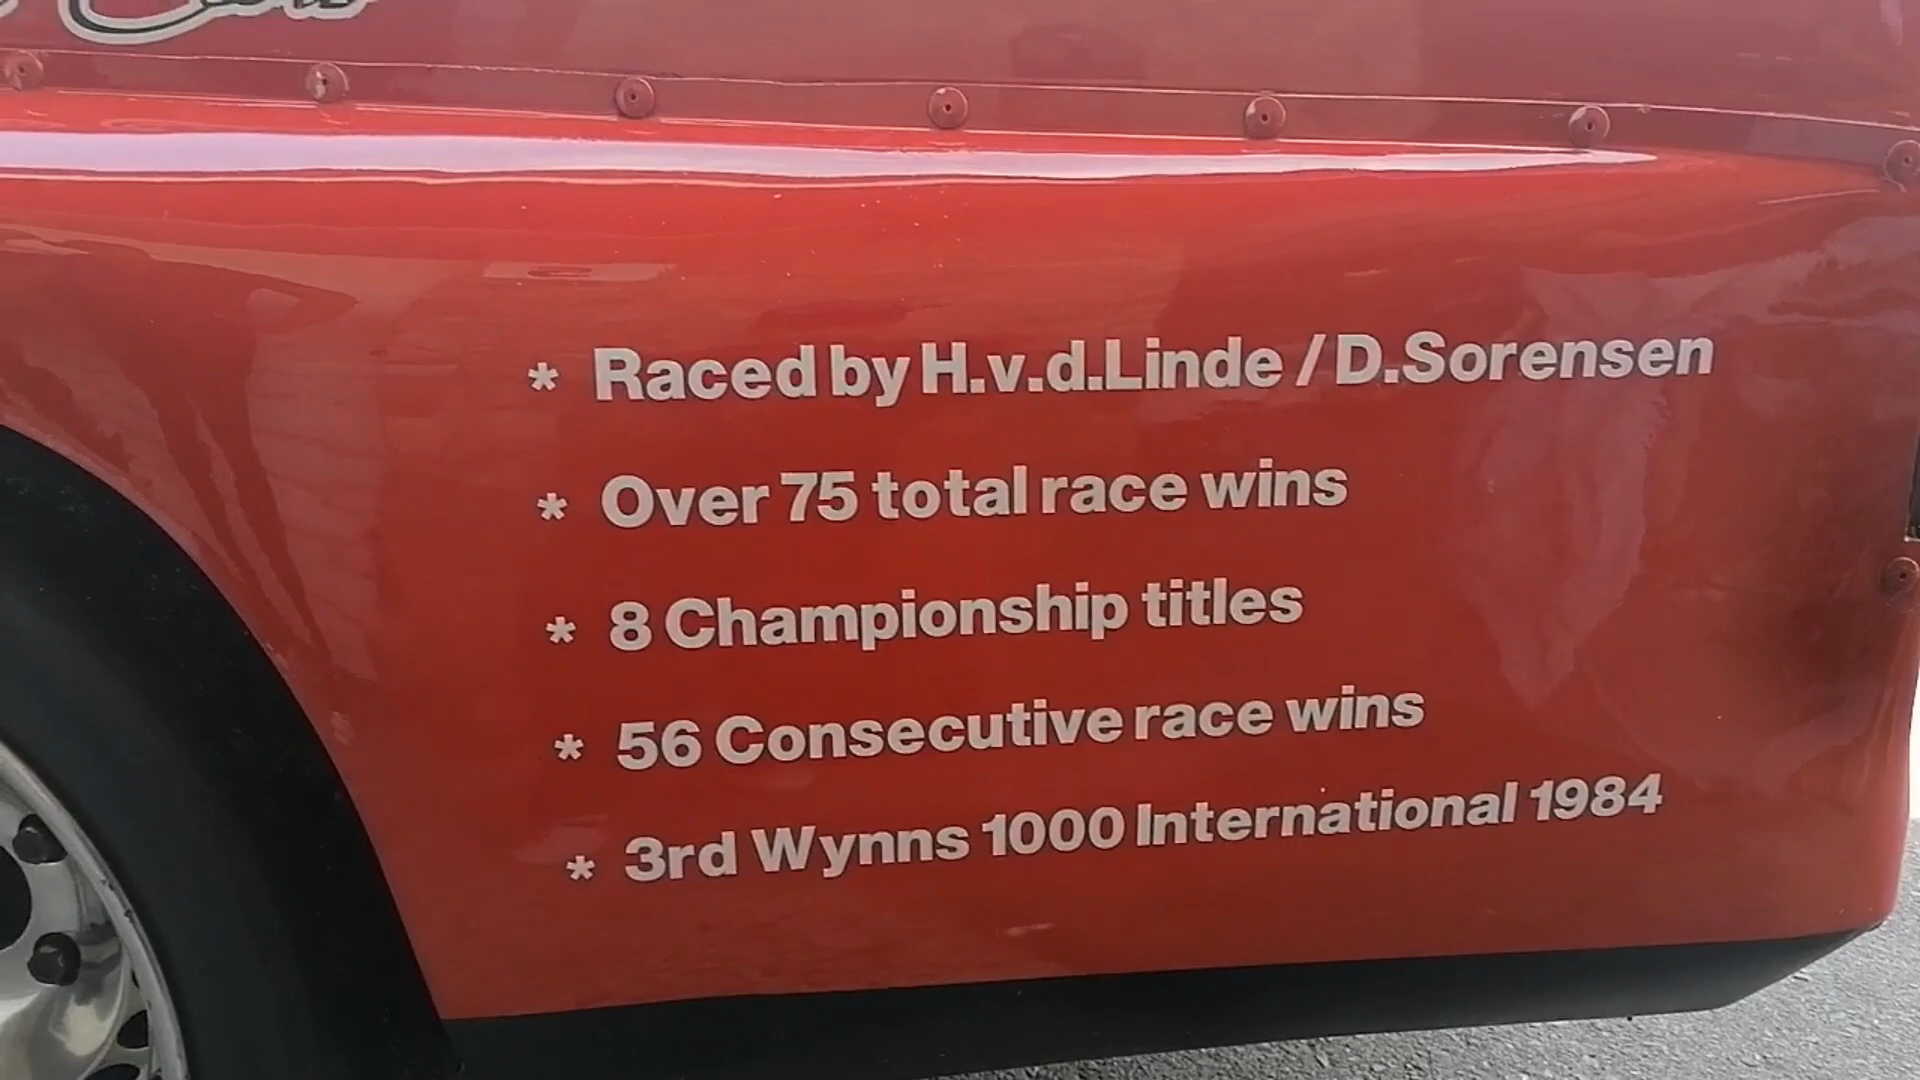 * Raced by H.v.d.Linde / D.Sorensen
* Over 75 total race wins
* 8 Championship titles
* 56 Consecutive race wins
* 3rd Wynns 1000 International 1984